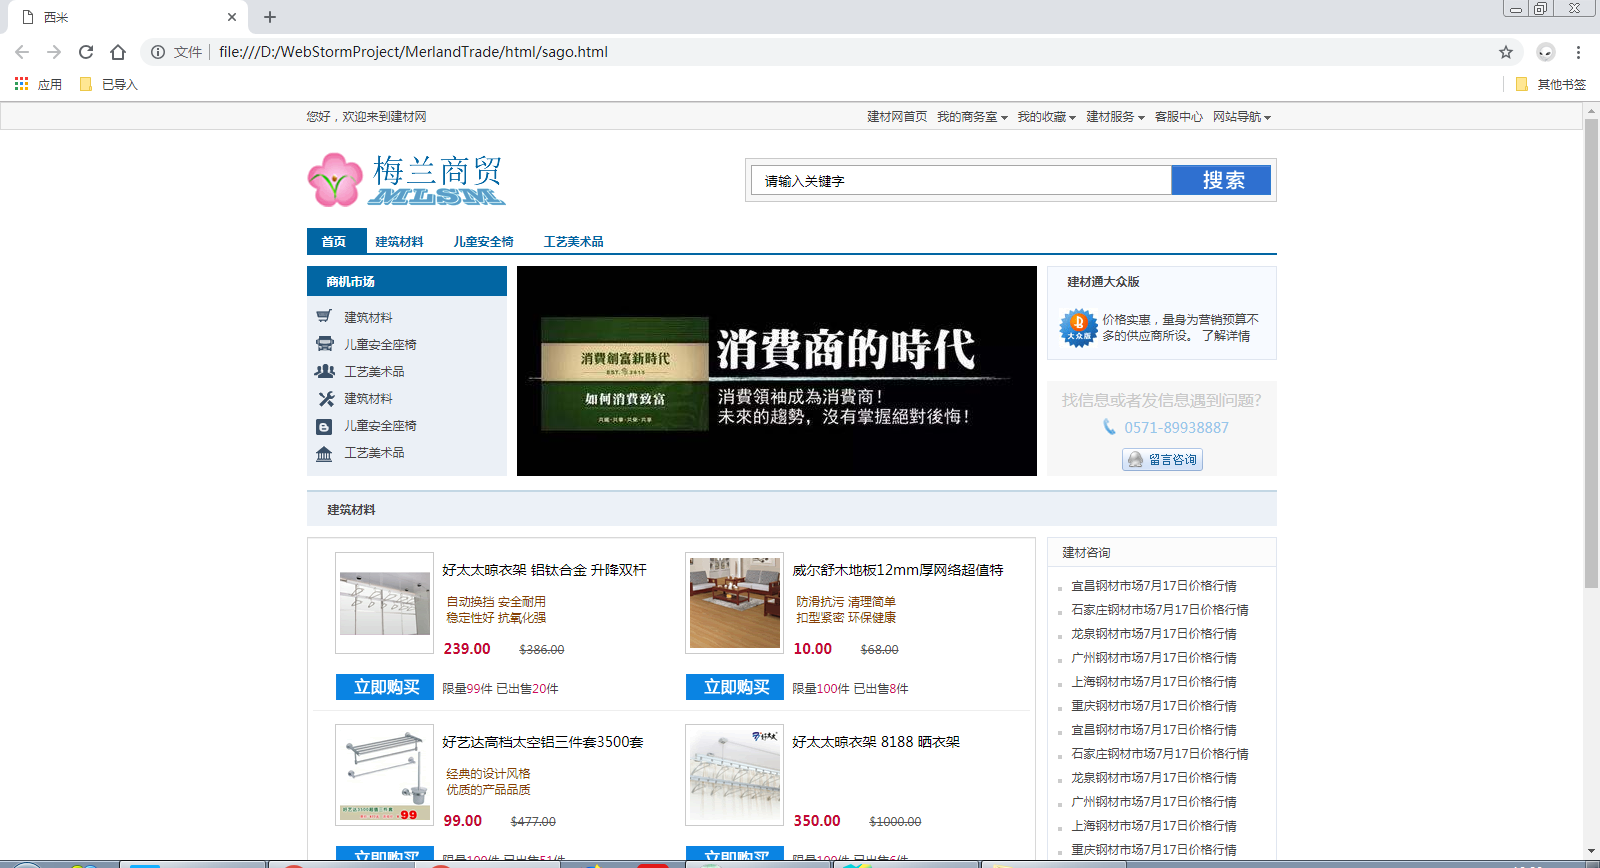 西米
文件 file:///D:/WebStormProject/MerlandTrade/html/sago.html
应用 已导入 其他书签
您好，欢迎来到建材网 建材网首页 我的商务室 我的收藏 建材服务 客服中心 网站导航
梅兰商贸
MLSM
请输入关键字 搜索
首页 建筑材料 儿童安全椅 工艺美术品
商机市场
建筑材料
儿童安全座椅
工艺美术品
建筑材料
儿童安全座椅
工艺美术品
消費創富新時代
EST. 2415
如何消費致富
共國·共享·共榮·共享
消費商的時代
消費領袖成為消費商！
未來的趨勢，沒有掌握絕對後悔！
建材通大众版
大众版
价格实惠，量身为营销预算不
多的供应商所设。 了解详情
找信息或者发信息遇到问题?
0571-89938887
留言咨询
建筑材料
好太太晾衣架 铝钛合金 升降双杆
自动换挡 安全耐用
稳定性好 抗氧化强
239.00 $386.00
立即购买 限量99件 已出售20件
威尔舒木地板12mm厚网络超值特
防滑抗污 清理简单
扣型紧密 环保健康
10.00 $68.00
立即购买 限量100件 已出售8件
好艺达高档太空铝三件套3500套
经典的设计风格
优质的产品品质
99
99.00 $477.00
立即购买 限量100件 已出售51件
好太太晾衣架 8188 晒衣架
好太太
350.00 $1000.00
立即购买 限量100件 已出售6件
建材咨询
宜昌钢材市场7月17日价格行情
石家庄钢材市场7月17日价格行情
龙泉钢材市场7月17日价格行情
广州钢材市场7月17日价格行情
上海钢材市场7月17日价格行情
重庆钢材市场7月17日价格行情
宜昌钢材市场7月17日价格行情
石家庄钢材市场7月17日价格行情
龙泉钢材市场7月17日价格行情
广州钢材市场7月17日价格行情
上海钢材市场7月17日价格行情
重庆钢材市场7月17日价格行情